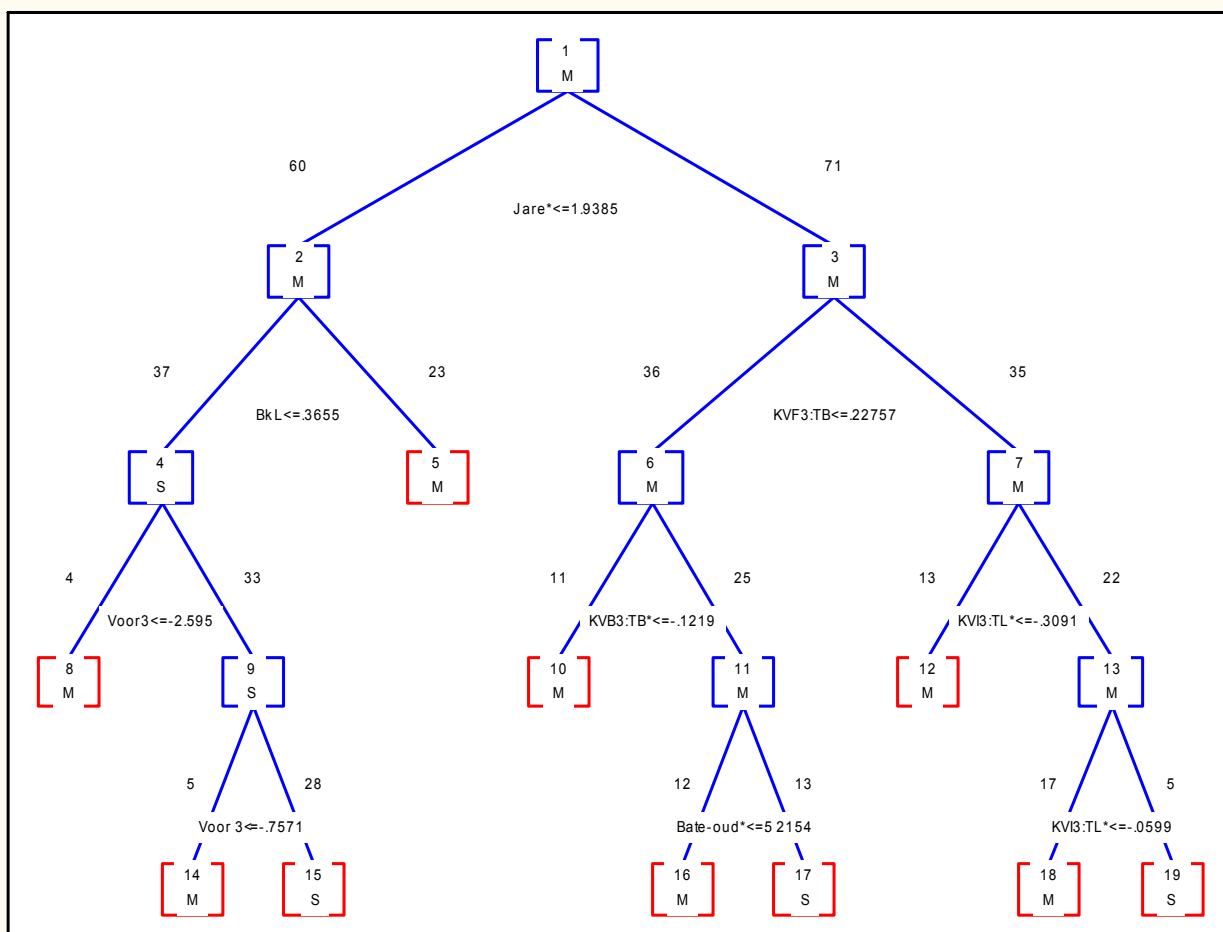 1
M
60
71
Jare*<=1.9385
2
M
3
M
37
23
36
35
BkL<=.3655
KVF3:TB<=.22757
4
S
5
M
6
M
7
M
4
33
11
25
13
22
Voor3<=-2.595
KVB3:TB*<=-.1219
KVI3:TL*<=-.3091
8
M
9
S
10
M
11
M
12
M
13
M
5
28
12
13
17
5
Voor 3<=-.7571
Bate-oud*<=5 2154
KVI3:TL*<=-.0599
14
M
15
S
16
M
17
S
18
M
19
S